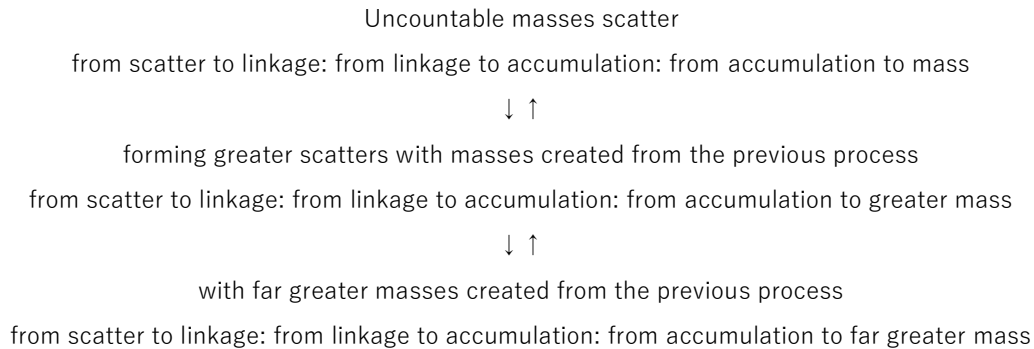 Uncountable masses scatter
from scatter to linkage: from linkage to accumulation: from accumulation to mass
↓ ↑
forming greater scatters with masses created from the previous process
from scatter to linkage: from linkage to accumulation: from accumulation to greater mass
↓ ↑
with far greater masses created from the previous process
from scatter to linkage: from linkage to accumulation: from accumulation to far greater mass